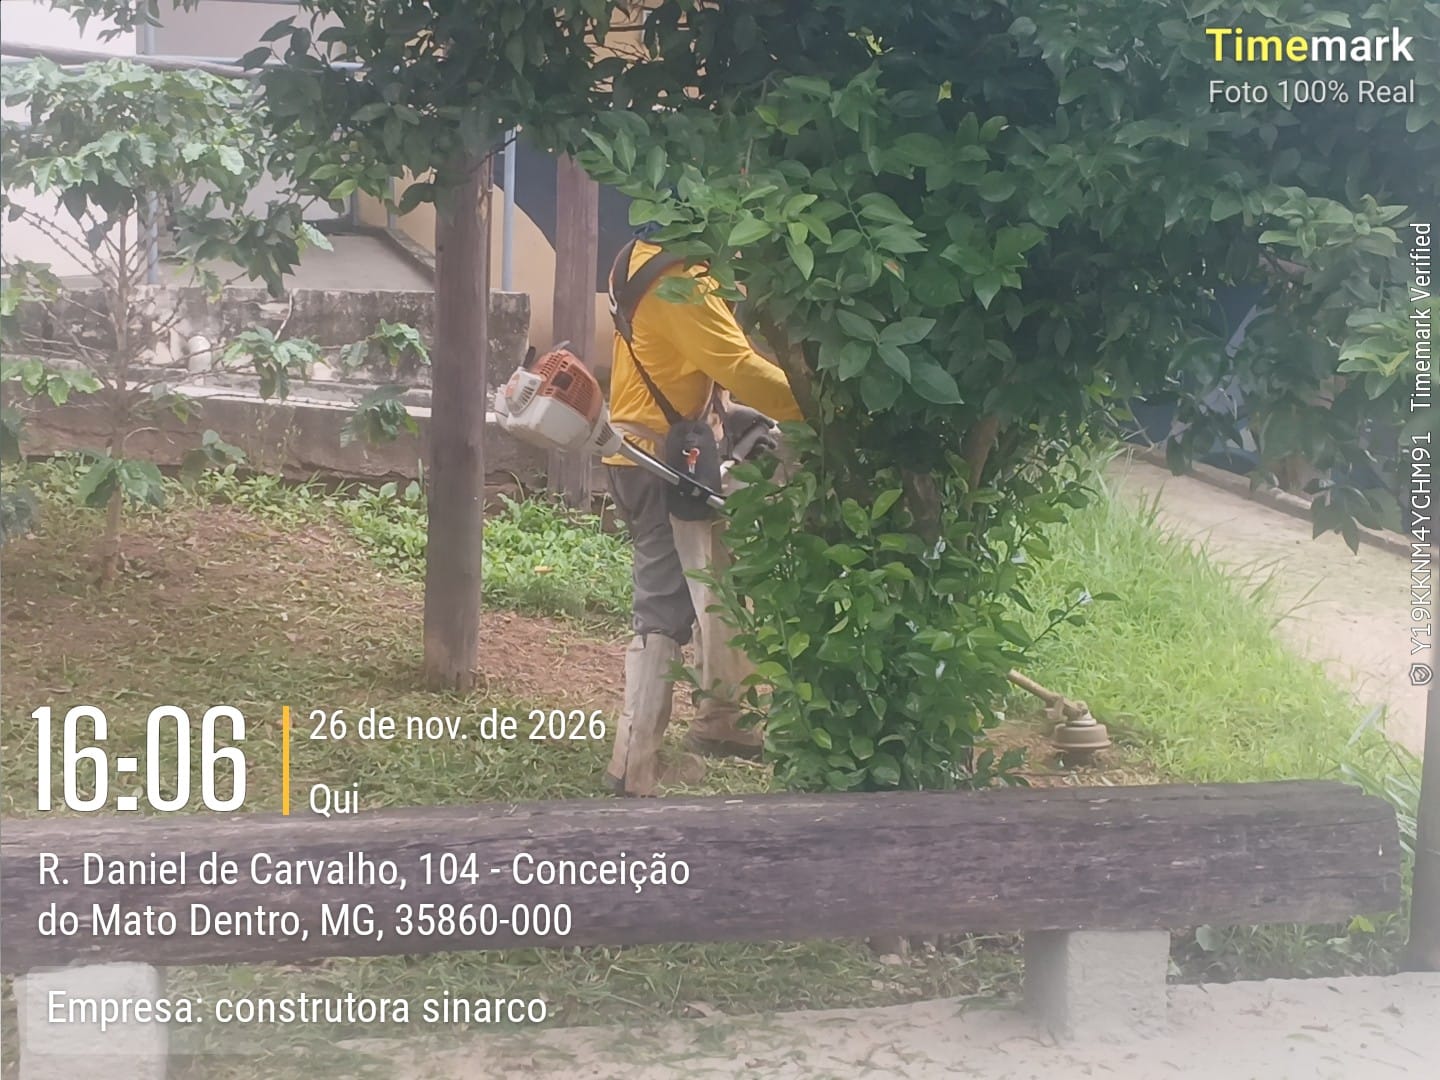 Timemark
Foto 100% Real
16:06
26 de nov. de 2026
Qui
R. Daniel de Carvalho, 104 - Conceição
do Mato Dentro, MG, 35860-000
Empresa: construtora sinarco
Y19KKNM4YCHM91 Timemark Verified